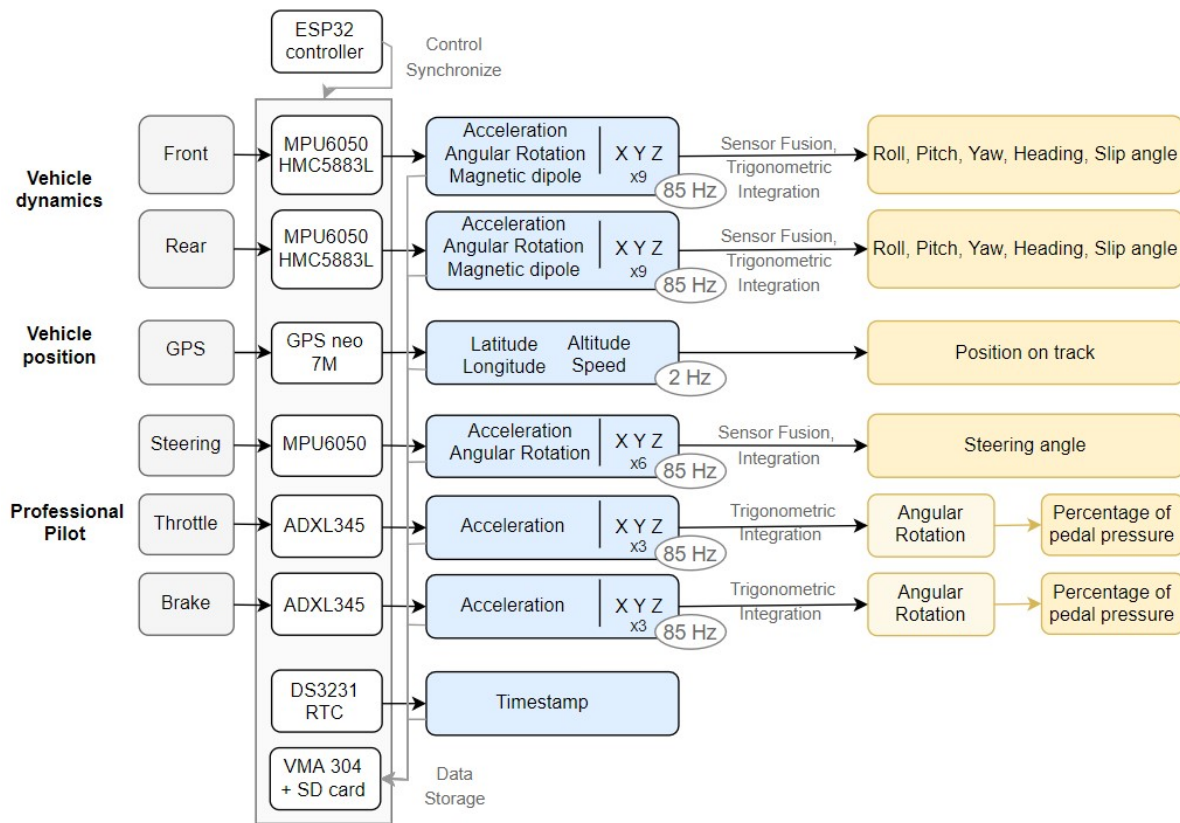 ESP32
controller
Control
Synchronize
Vehicle
dynamics
Front
MPU6050
HMC5883L
Acceleration
Angular Rotation
Magnetic dipole
X Y Z
x9
85 Hz
Sensor Fusion,
Trigonometric
Integration
Roll, Pitch, Yaw, Heading, Slip angle
Rear
MPU6050
HMC5883L
Acceleration
Angular Rotation
Magnetic dipole
X Y Z
x9
85 Hz
Sensor Fusion,
Trigonometric
Integration
Roll, Pitch, Yaw, Heading, Slip angle
Vehicle
position
GPS
GPS neo
7M
Latitude
Longitude
Altitude
Speed
2 Hz
Position on track
Professional
Pilot
Steering
MPU6050
Acceleration
Angular Rotation
X Y Z
x6
85 Hz
Sensor Fusion,
Integration
Steering angle
Throttle
ADXL345
Acceleration
X Y Z
x3
85 Hz
Trigonometric
Integration
Angular
Rotation
Percentage of
pedal pressure
Brake
ADXL345
Acceleration
X Y Z
x3
85 Hz
Trigonometric
Integration
Angular
Rotation
Percentage of
pedal pressure
DS3231
RTC
Timestamp
VMA 304
+ SD card
Data
Storage